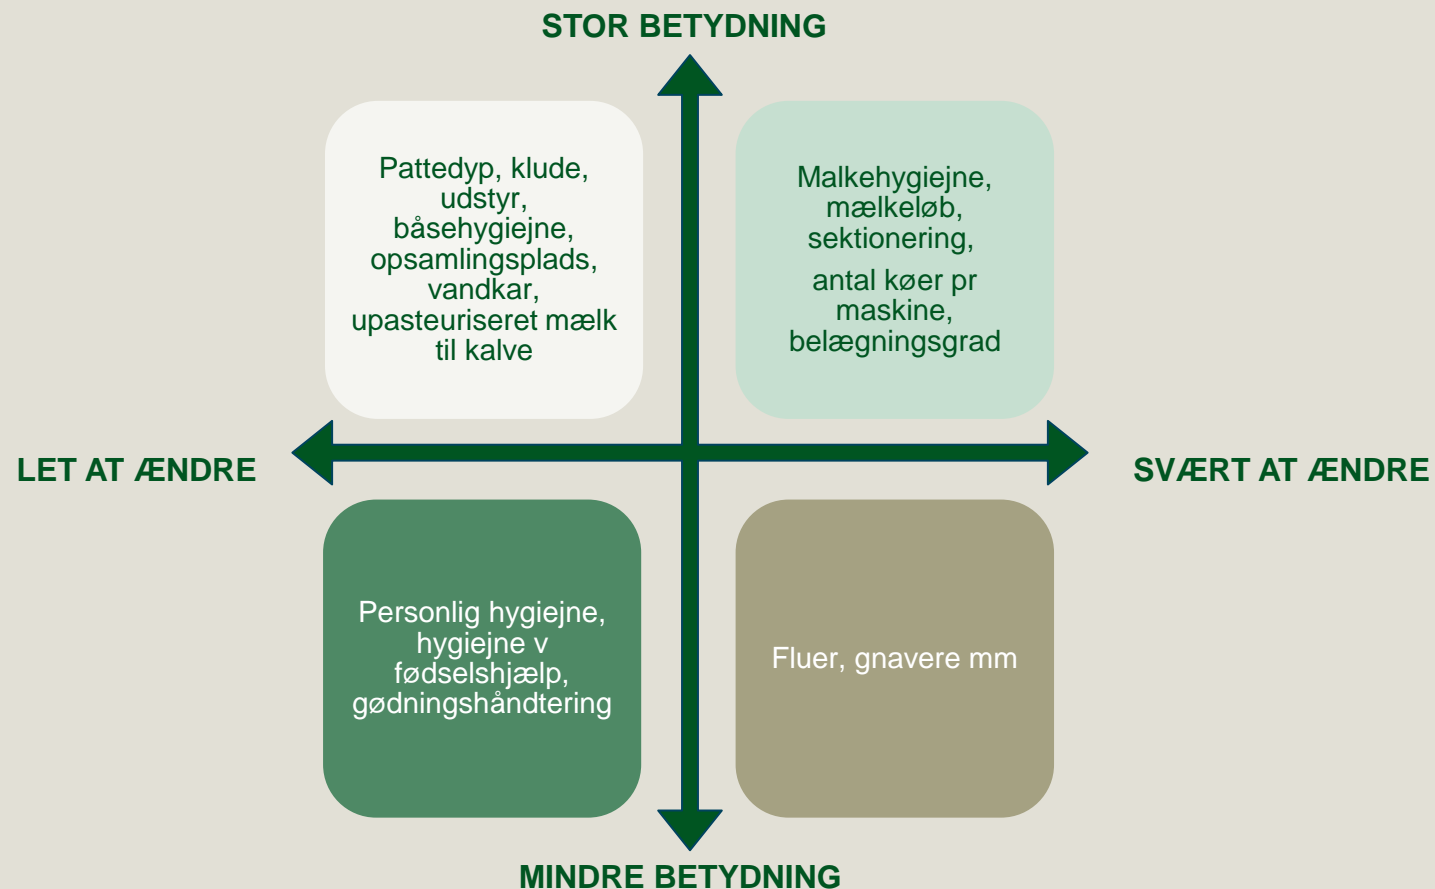 STOR BETYDNING
Pattedyp, klude,
udstyr,
båsehygiejne,
opsamlingsplads,
vandkar,
upasteuriseret mælk
til kalve
Malkehygiejne,
mælkeløb,
sektionering,
antal køer pr
maskine,
belægningsgrad
LET AT ÆNDRE
SVÆRT AT ÆNDRE
Personlig hygiejne,
hygiejne v
fødselshjælp,
gødningshåndtering
Fluer, gnavere mm
MINDRE BETYDNING